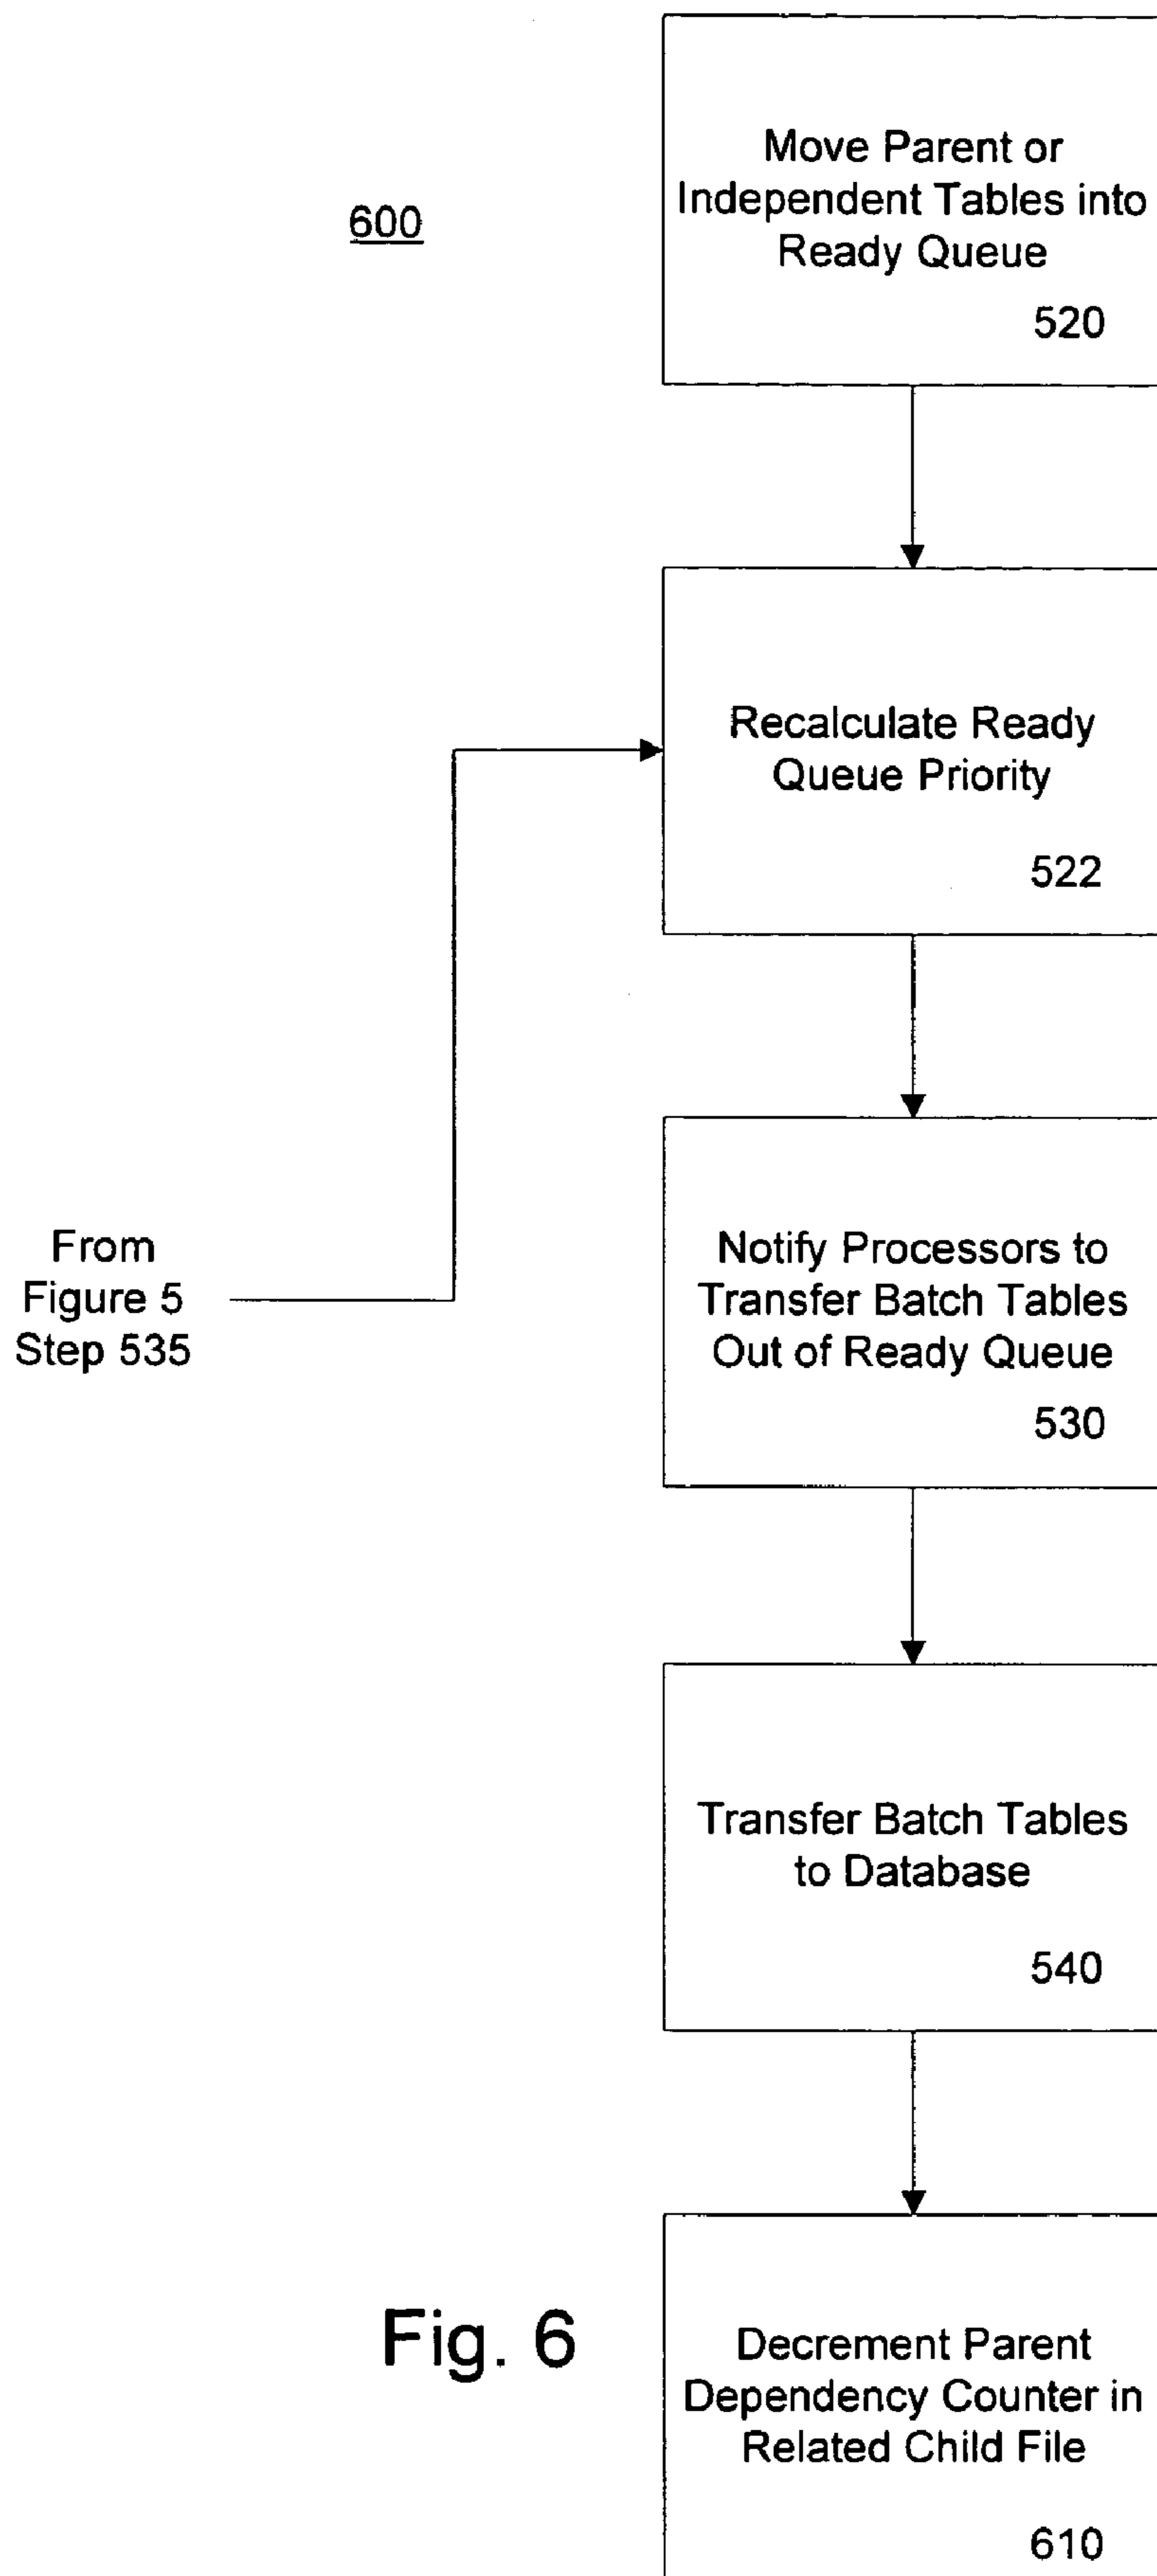 Move Parent or
Independent Tables into
Ready Queue
520
600
Recalculate Ready
Queue Priority
522
From
Figure 5
Step 535
Notify Processors to
Transfer Batch Tables
Out of Ready Queue
530
Transfer Batch Tables
to Database
540
Fig. 6
Decrement Parent
Dependency Counter in
Related Child File
610